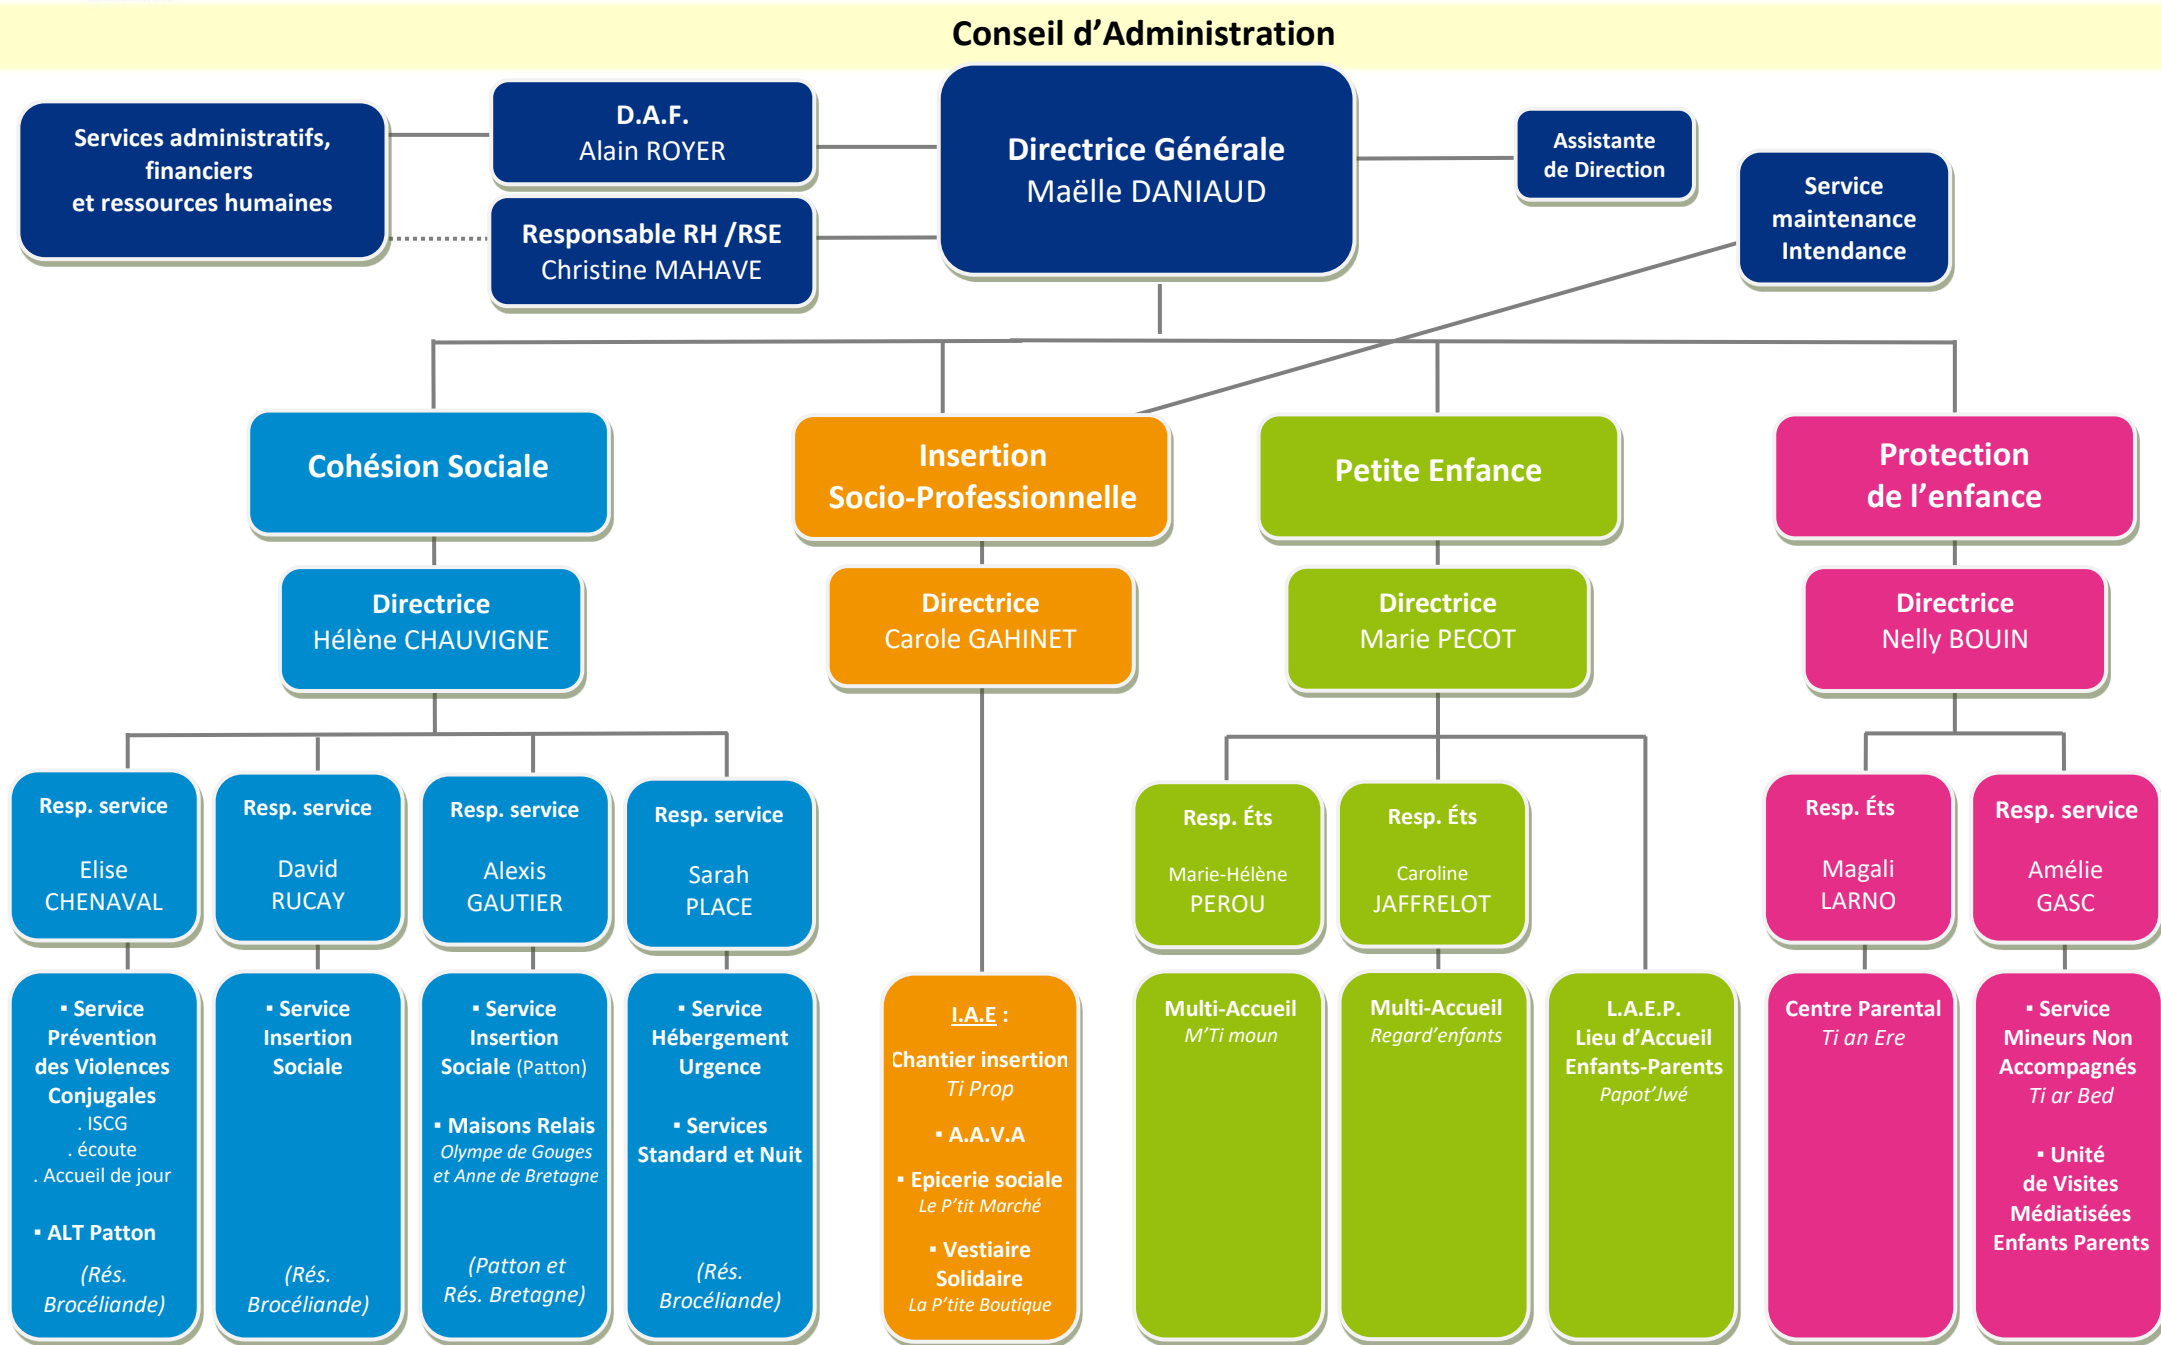 Conseil d’Administration
Services administratifs,
financiers
et ressources humaines
D.A.F.
Alain ROYER
Responsable RH /RSE
Christine MAHAVE
Directrice Générale
Maëlle DANIAUD
Assistante
de Direction
Service
maintenance
Intendance
Cohésion Sociale
Insertion
Socio-Professionnelle
Petite Enfance
Protection
de l’enfance
Directrice
Hélène CHAUVIGNE
Directrice
Carole GAHINET
Directrice
Marie PECOT
Directrice
Nelly BOUIN
Resp. service
Elise
CHENAVAL
Resp. service
David
RUCAY
Resp. service
Alexis
GAUTIER
Resp. service
Sarah
PLACE
Resp. Éts
Marie-Hélène
PEROU
Resp. Éts
Caroline
JAFFRELOT
Resp. Éts
Magali
LARNO
Resp. service
Amélie
GASC
▪ Service
Prévention
des Violences
Conjugales
. ISCG
. écoute
. Accueil de jour
▪ ALT Patton
(Rés.
Brocéliande)
▪ Service
Insertion
Sociale
(Rés.
Brocéliande)
▪ Service
Insertion
Sociale (Patton)
▪ Maisons Relais
Olympe de Gouges
et Anne de Bretagne
(Patton et
Rés. Bretagne)
▪ Service
Hébergement
Urgence
▪ Services
Standard et Nuit
(Rés.
Brocéliande)
I.A.E :
Chantier insertion
Ti Prop
▪ A.A.V.A
▪ Epicerie sociale
Le P’tit Marché
▪ Vestiaire
Solidaire
La P’tite Boutique
Multi-Accueil
M’Ti moun
Multi-Accueil
Regard’enfants
L.A.E.P.
Lieu d’Accueil
Enfants-Parents
Papot’Jwé
Centre Parental
Ti an Ere
▪ Service
Mineurs Non
Accompagnés
Ti ar Bed
▪ Unité
de Visites
Médiatisées
Enfants Parents